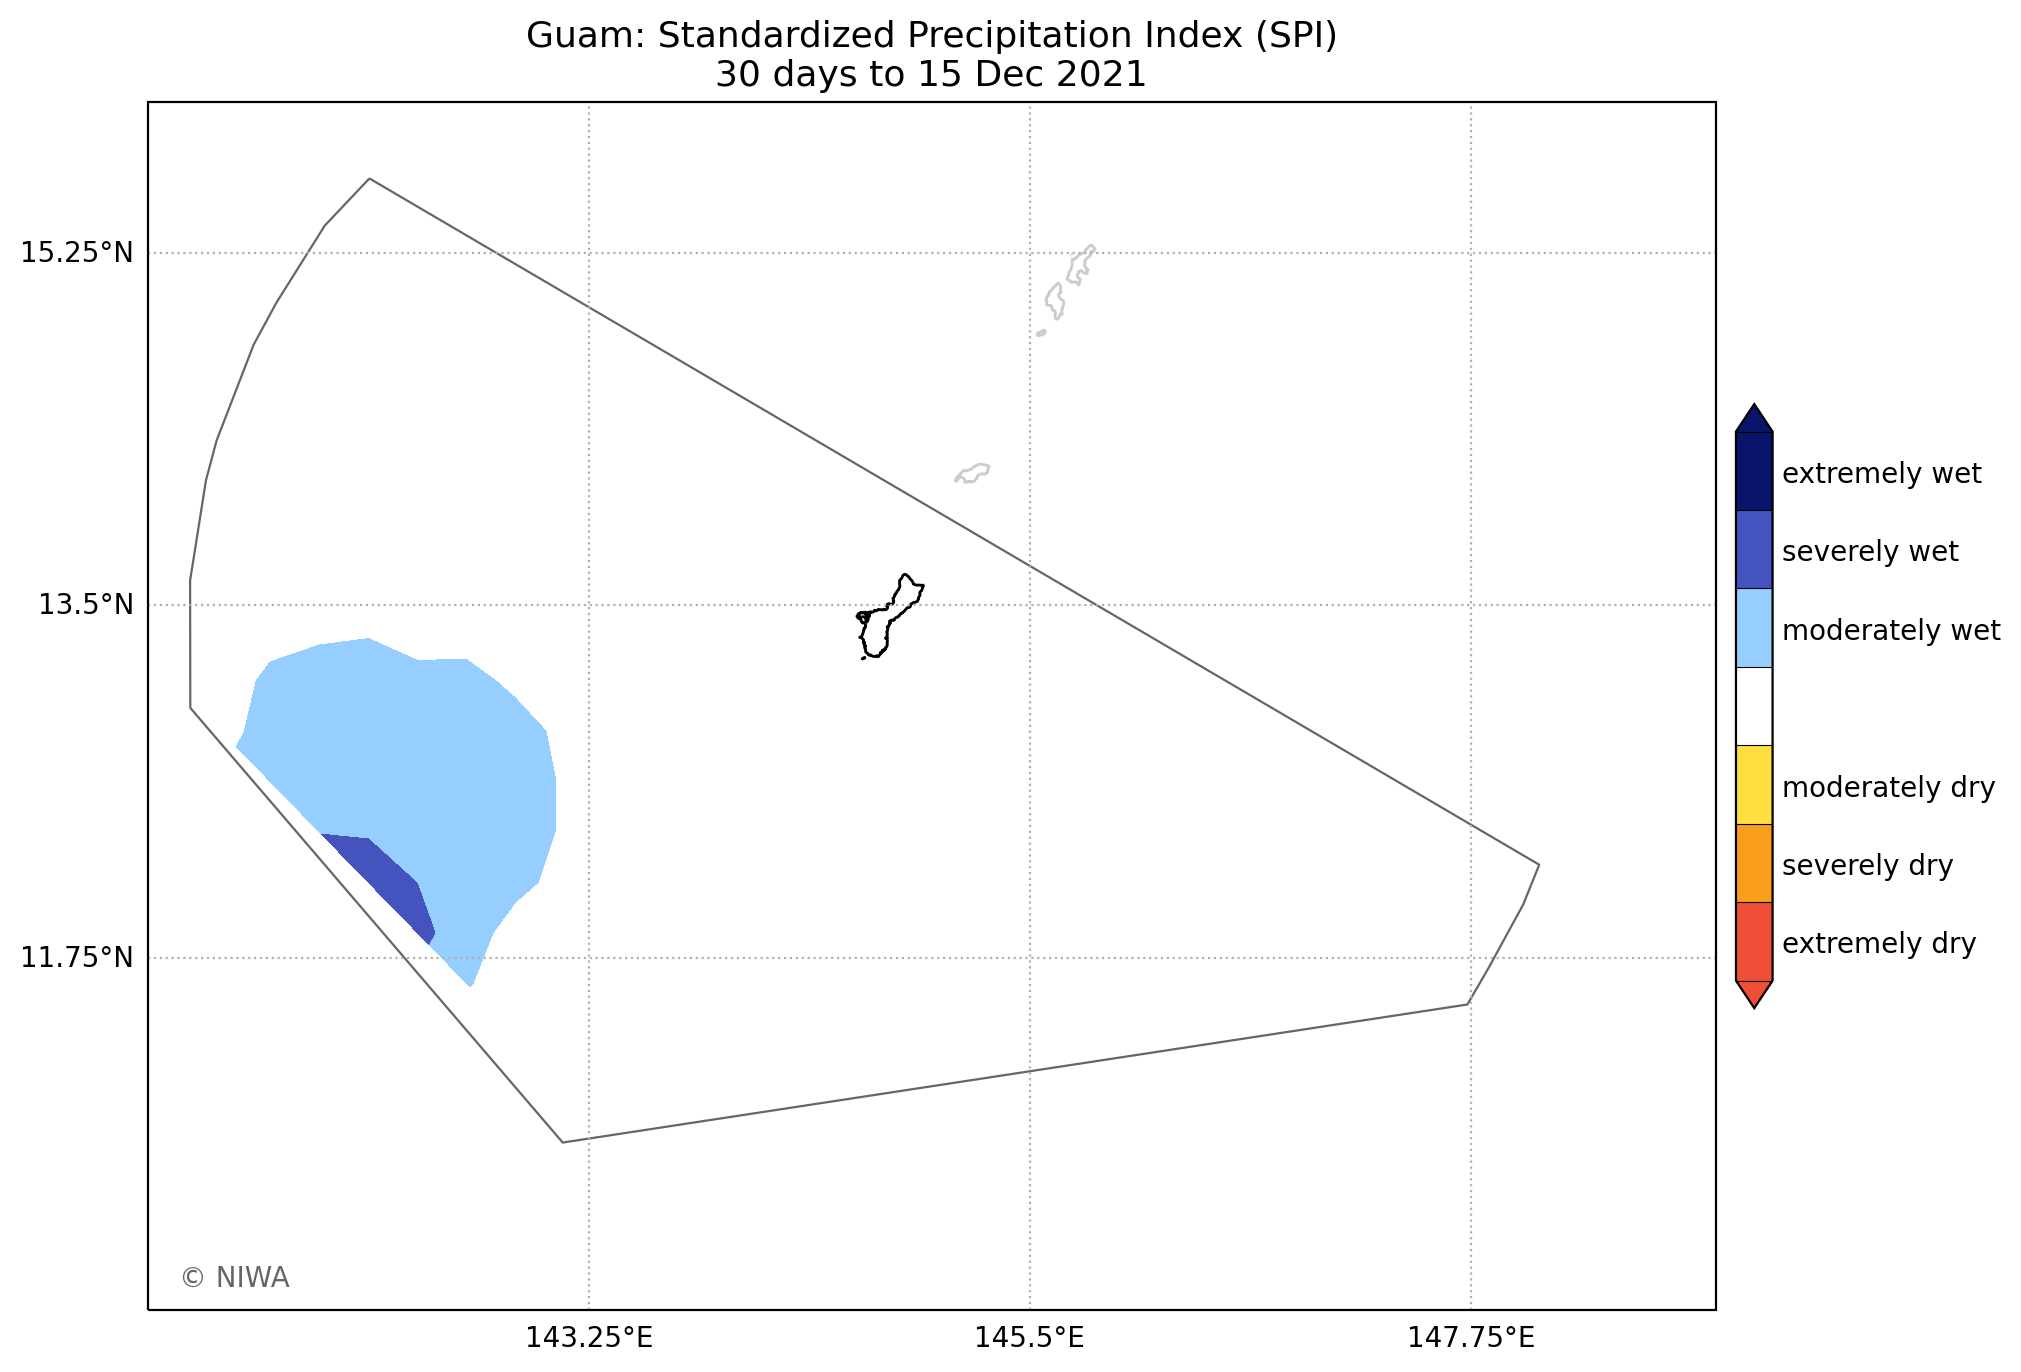 Guam: Standardized Precipitation Index (SPI)
30 days to 15 Dec 2021
15.25°N
13.5°N
11.75°N
143.25°E
145.5°E
147.75°E
extremely wet
severely wet
moderately wet
moderately dry
severely dry
extremely dry
© NIWA